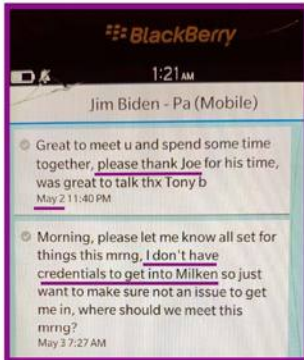 BlackBerry
1:21 AM
Jim Biden - Pa (Mobile)
Great to meet u and spend some time
together, please thank Joe for his time,
was great to talk thx Tony b
May 2 11:40 PM
Morning, please let me know all set for
things this mrng, I don't have
credentials to get into Milken so just
want to make sure not an issue to get
me in, where should we meet this
mrng?
May 3 7:27 AM